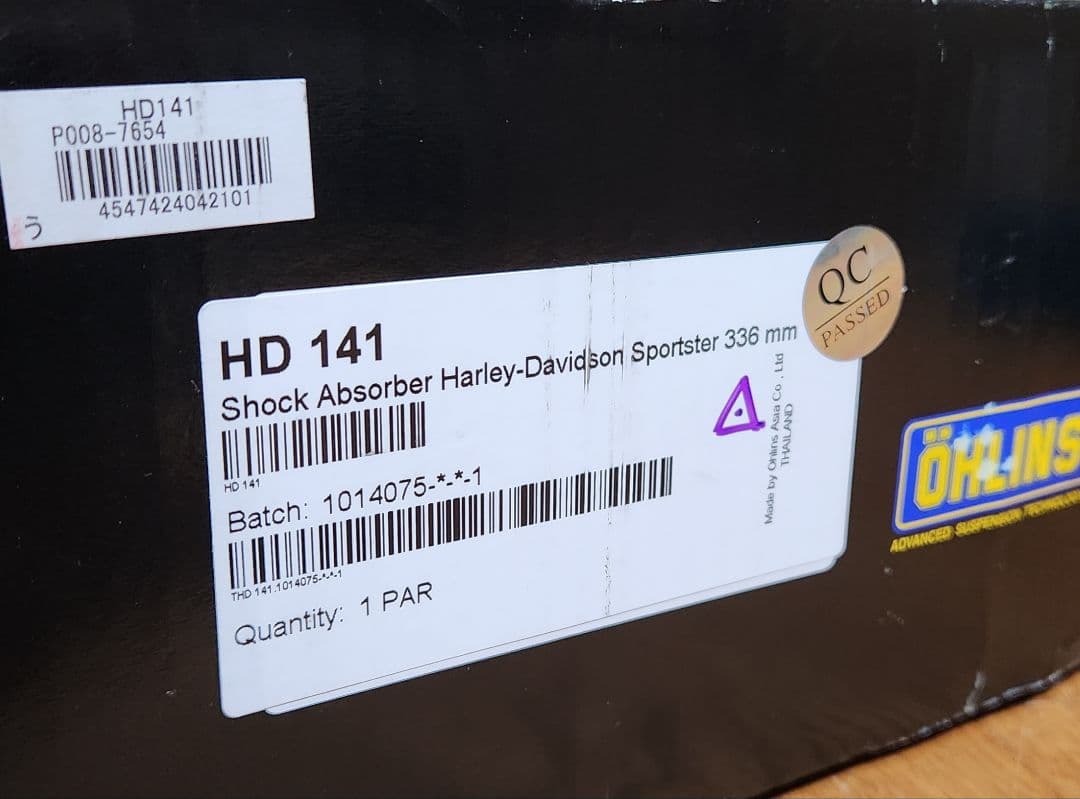 HD141
P008-7654
4547424042101
う
HD 141
Shock Absorber Harley-Davidson Sportster 336 mm
HD 141
Batch: 1014075-*-*-1
THD 141.1014075-*-*-1
Quantity: 1 PAR
Made by Öhlins Asia Co., Ltd
THAILAND
QC
PASSED
ÖHLINS
ADVANCED SUSPENSION TECHNOLOGY